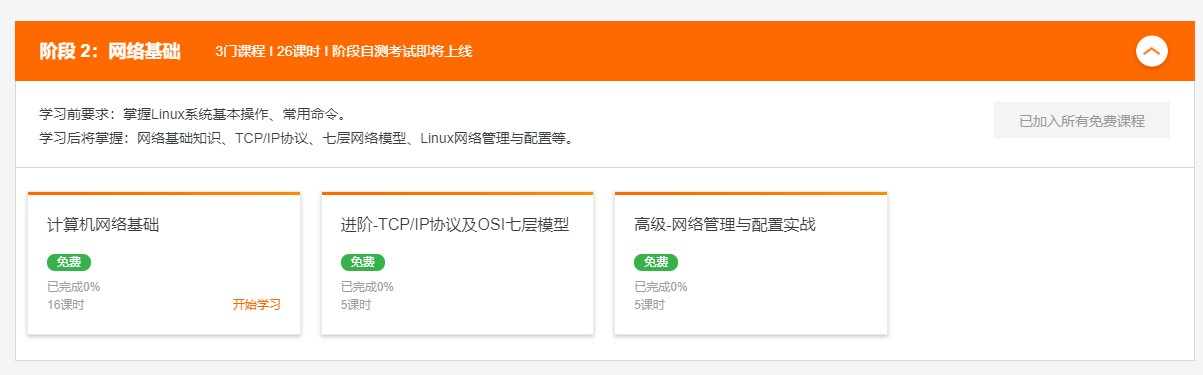 阶段 2：网络基础
3门课程 I 26课时 I 阶段自测考试即将上线
学习前要求：掌握Linux系统基本操作、常用命令。
学习后将掌握：网络基础知识、TCP/IP协议、七层网络模型、Linux网络管理与配置等。
已加入所有免费课程
计算机网络基础
免费
已完成0%
16课时
开始学习
进阶-TCP/IP协议及OSI七层模型
免费
已完成0%
5课时
高级-网络管理与配置实战
免费
已完成0%
5课时